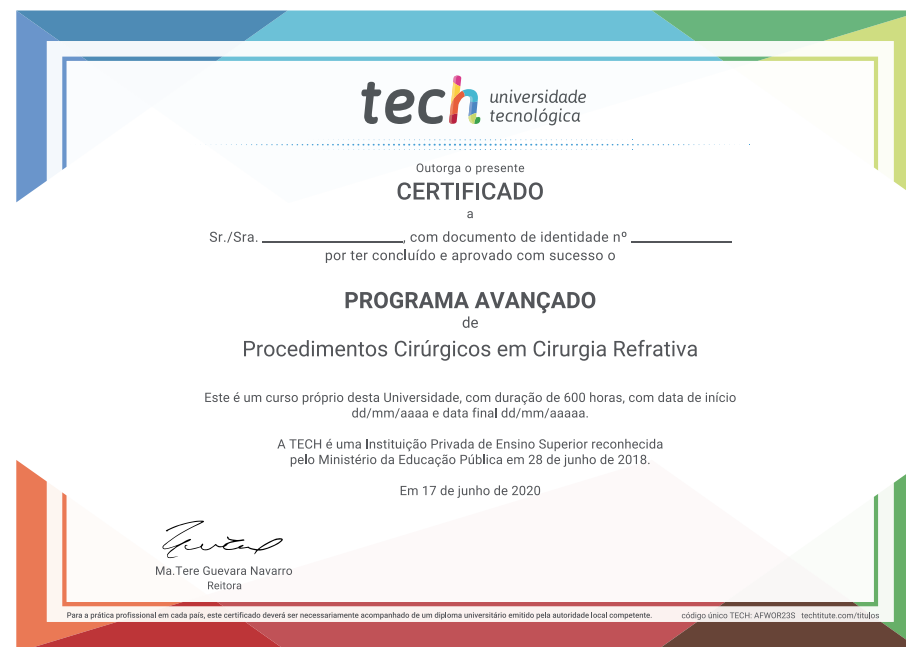 tech universidade
tecnológica
Outorga o presente
CERTIFICADO
a
Sr./Sra. ____________, com documento de identidade nº ____________
por ter concluído e aprovado com sucesso o
PROGRAMA AVANÇADO
de
Procedimentos Cirúrgicos em Cirurgia Refrativa
Este é um curso próprio desta Universidade, com duração de 600 horas, com data de início
dd/mm/aaaa e data final dd/mm/aaaaa.
A TECH é uma Instituição Privada de Ensino Superior reconhecida
pelo Ministério da Educação Pública em 28 de junho de 2018.
Em 17 de junho de 2020
Ma.Tere Guevara Navarro
Reitora
Para a prática profissional em cada país, este certificado deverá ser necessariamente acompanhado de um diploma universitário emitido pela autoridade local competente. código único TECH: AFWOR23S techtitute.com/titulos